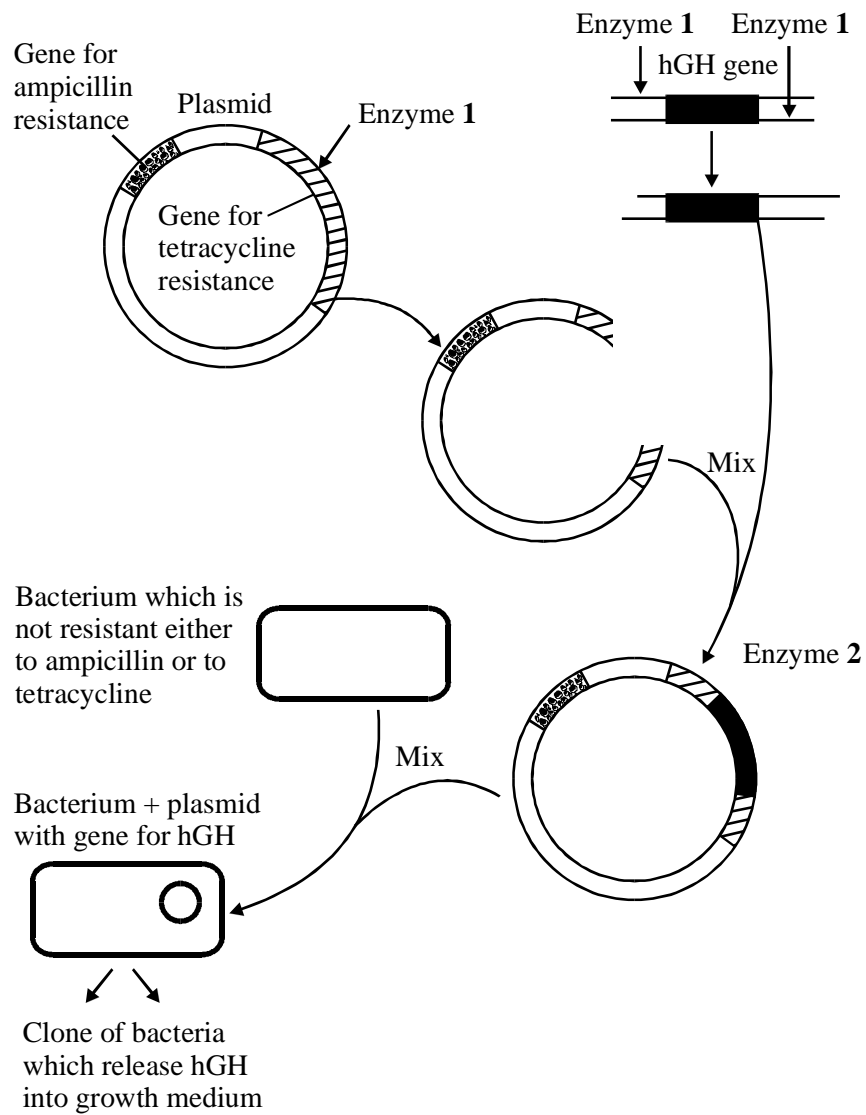 Enzyme 1
Enzyme 1
hGH gene
Gene for
ampicillin
resistance
Plasmid
Enzyme 1
Gene for
tetracycline
resistance
Mix
Bacterium which is
not resistant either
to ampicillin or to
tetracycline
Enzyme 2
Mix
Bacterium + plasmid
with gene for hGH
Clone of bacteria
which release hGH
into growth medium